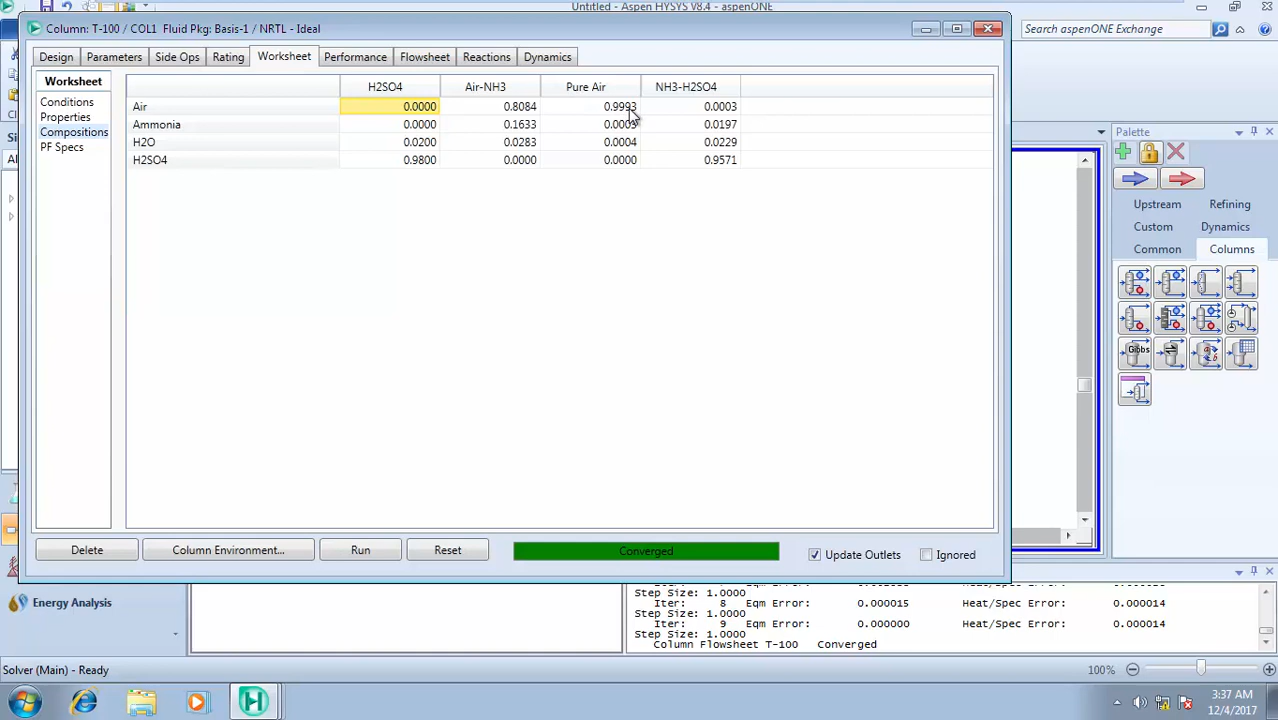 Untitled - Aspen HYSYS V8.4 - aspenONE
Column: T-100 / COL1 Fluid Pkg: Basis-1 / NRTL - Ideal
Search aspenONE Exchange
Design Parameters Side Ops Rating Worksheet Performance Flowsheet Reactions Dynamics
Worksheet
Conditions
Properties
Compositions
PF Specs
H2SO4 Air-NH3 Pure Air NH3-H2SO4
Air 0.0000 0.8084 0.9993 0.0003
Ammonia 0.0000 0.1633 0.0003 0.0197
H2O 0.0200 0.0283 0.0004 0.0229
H2SO4 0.9800 0.0000 0.0000 0.9571
Palette
Upstream Refining
Custom Dynamics
Common Columns
Gibbs
Delete Column Environment... Run Reset Converged Update Outlets Ignored
Energy Analysis
Step Size: 1.0000
Iter: 8 Eqm Error: 0.000015 Heat/Spec Error: 0.000014
Step Size: 1.0000
Iter: 9 Eqm Error: 0.000000 Heat/Spec Error: 0.000014
Step Size: 1.0000
Column Flowsheet T-100 Converged
Solver (Main) - Ready
100%
3:37 AM
12/4/2017